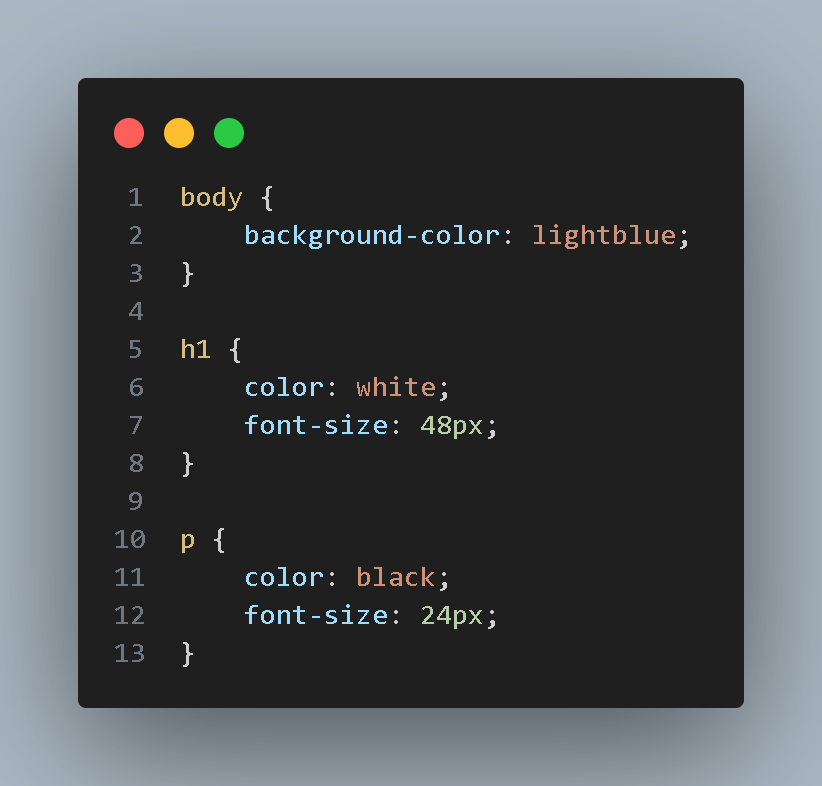 1 body {
2     background-color: lightblue;
3 }
4
5 h1 {
6     color: white;
7     font-size: 48px;
8 }
9
10 p {
11     color: black;
12     font-size: 24px;
13 }